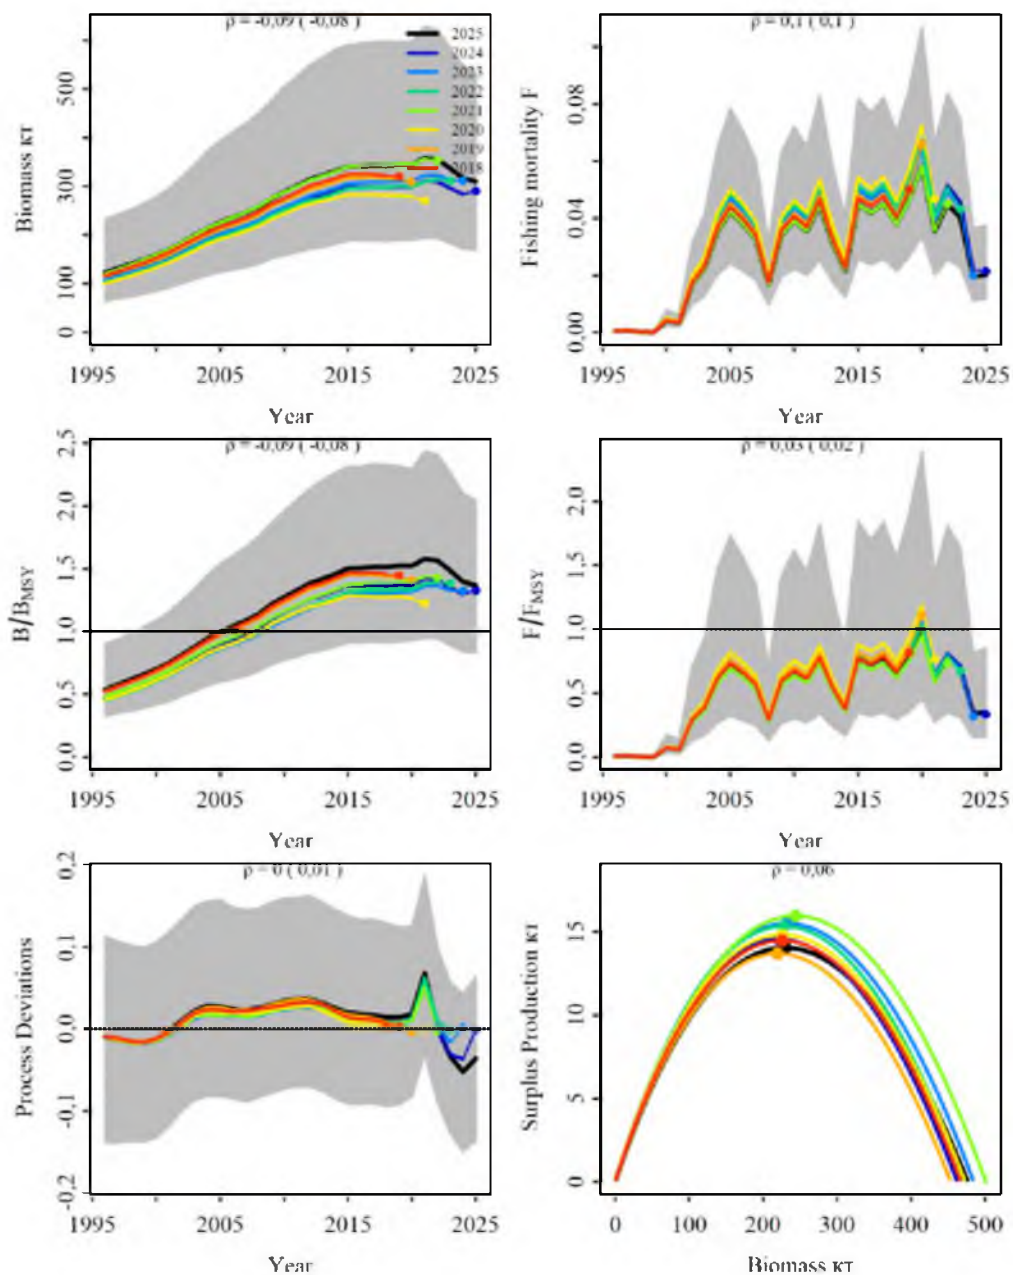 ρ = -0,09 ( -0,08 )
2025
2024
2023
2022
2021
2020
2019
2018
Biomass КТ
500
300
100
0
1995 2005 2015 2025
Year
ρ = 0,1 ( 0,1 )
Fishing mortality F
0,08
0,04
0,00
1995 2005 2015 2025
Year
ρ = -0,09 ( -0,08 )
B/BMSY
2,5
2,0
1,5
1,0
0,5
0,0
1995 2005 2015 2025
Year
ρ = 0,03 ( 0,02 )
F/FMSY
2,0
1,5
1,0
0,5
0,0
1995 2005 2015 2025
Year
ρ = 0 ( 0,01 )
Process Deviations
0,2
0,1
0,0
-0,1
-0,2
1995 2005 2015 2025
Year
ρ = 0,06
Surplus Production КТ
15
10
5
0
0 100 200 300 400 500
Biomass КТ